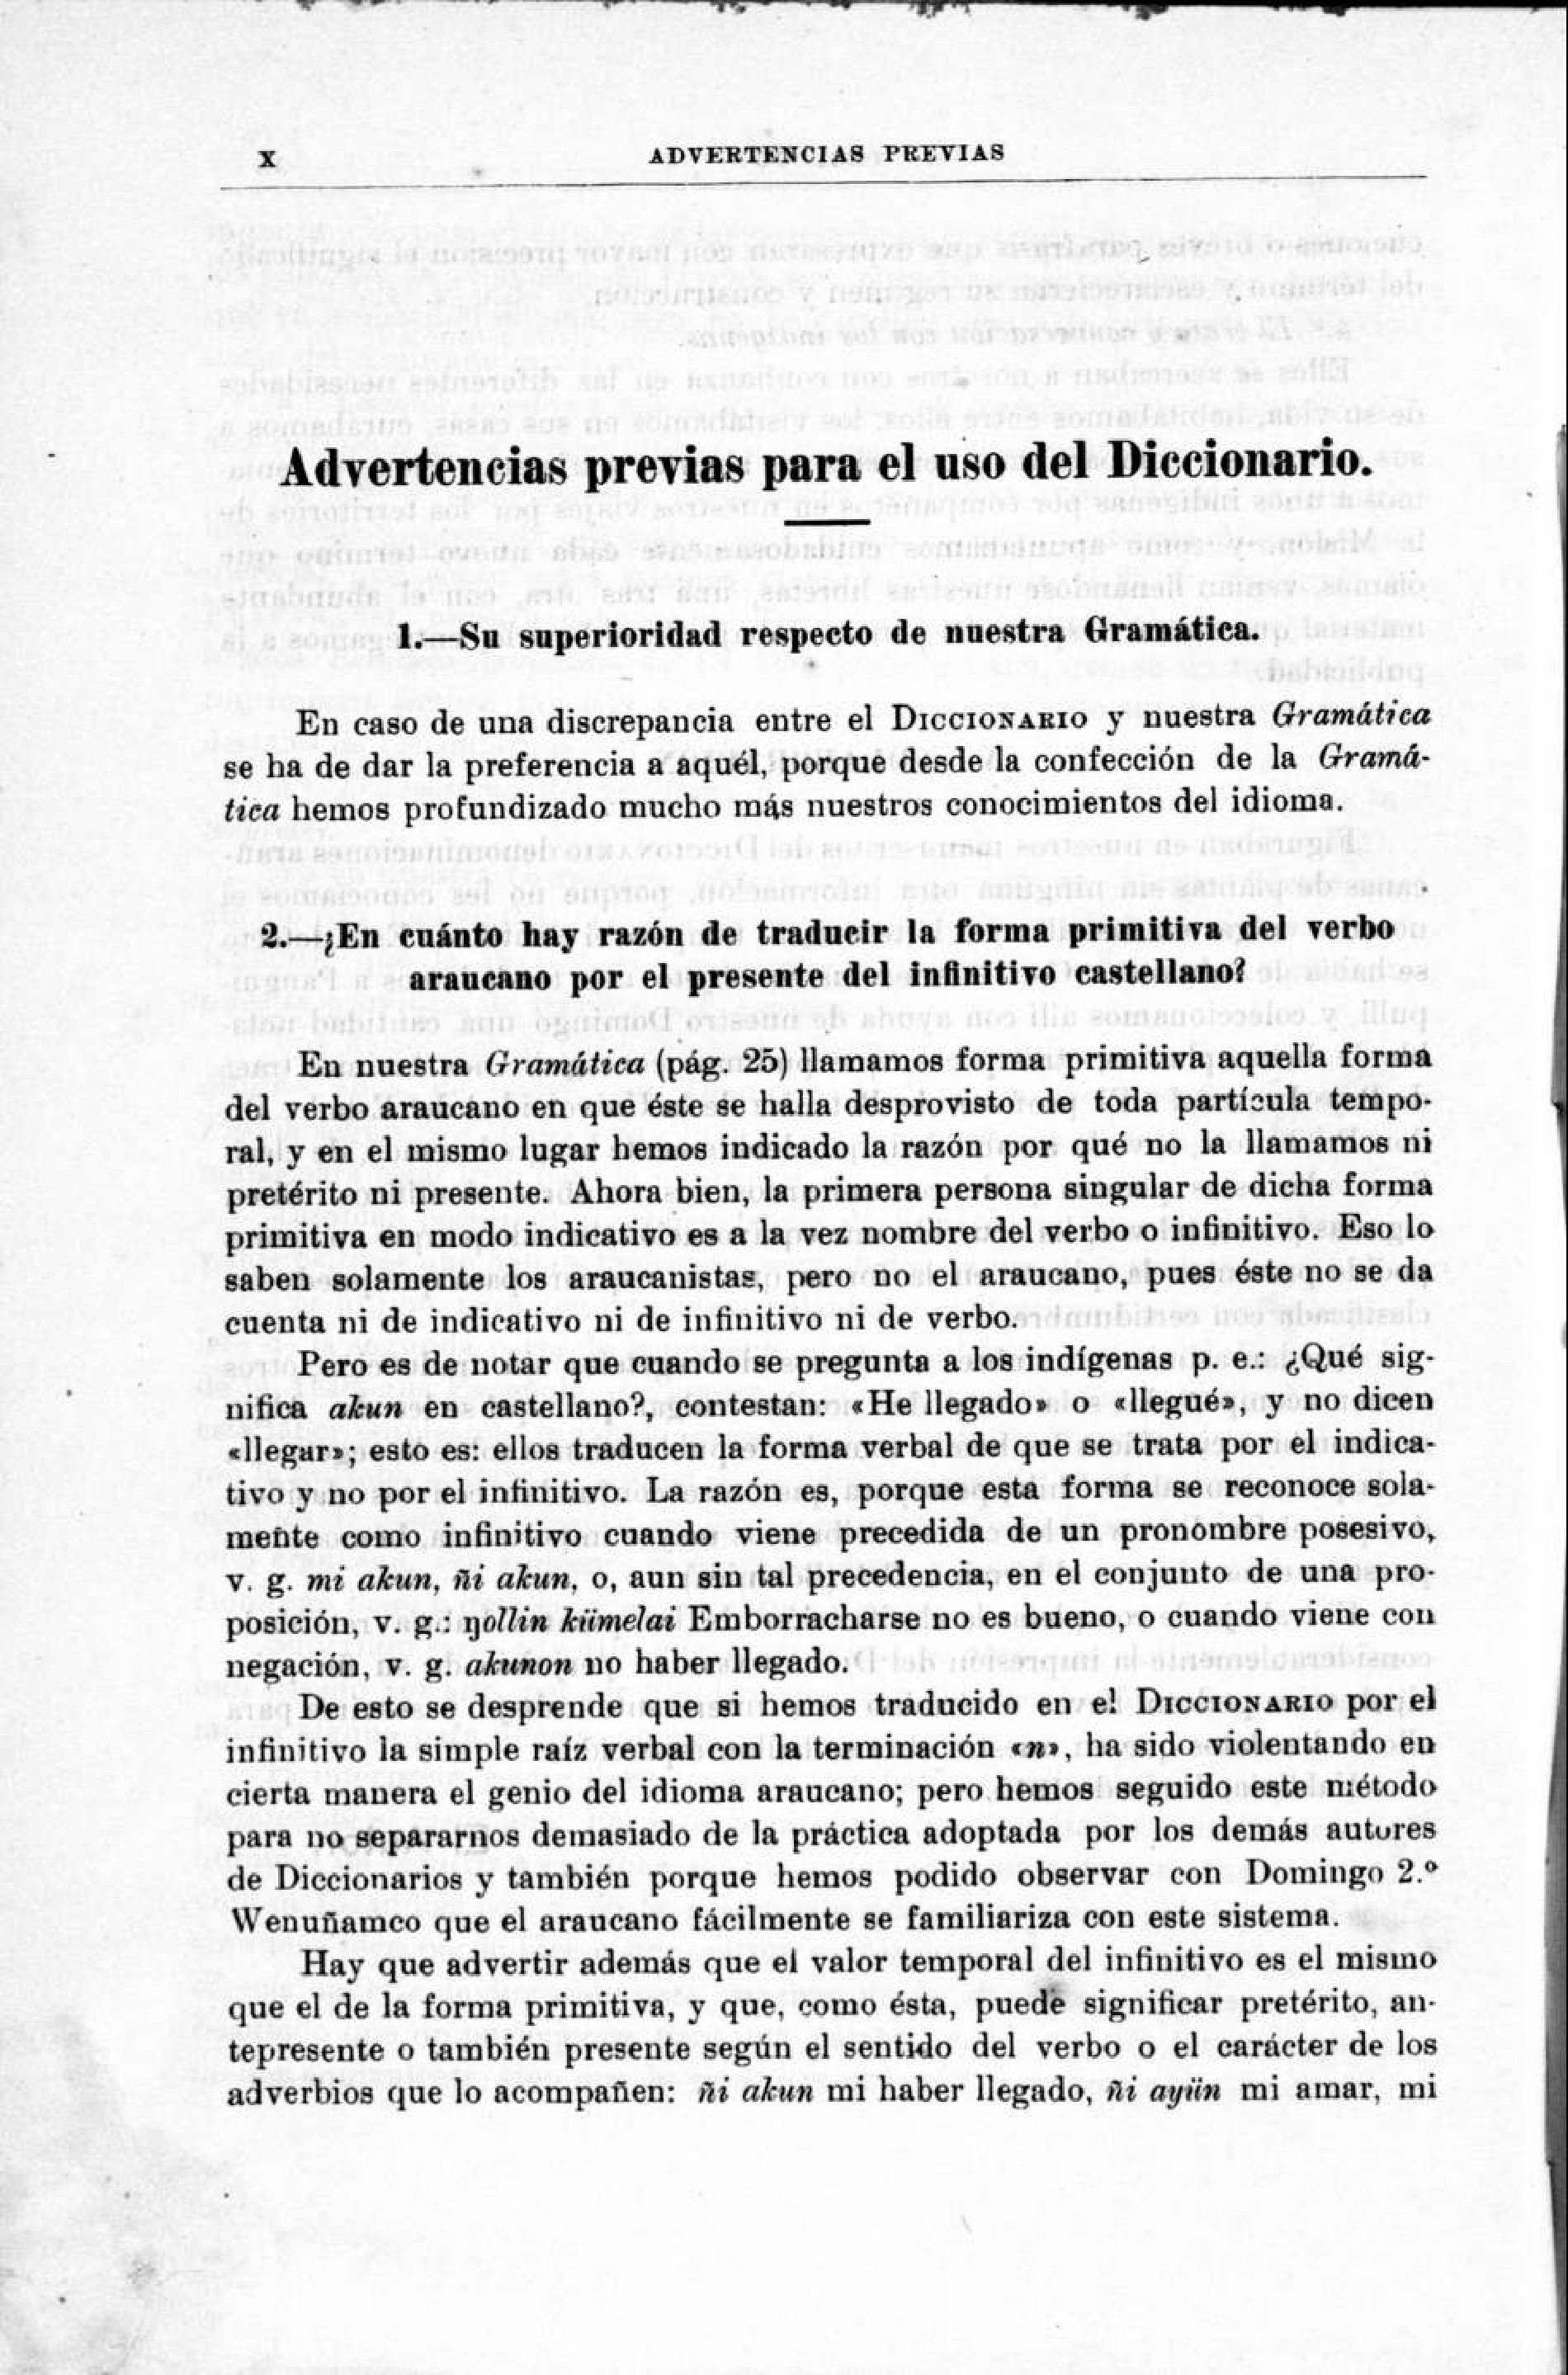 X ADVERTENCIAS PREVIAS
Advertencias previas para el uso del Diccionario.
1.—Su superioridad respecto de nuestra Gramática.
En caso de una discrepancia entre el DICCIONARIO y nuestra Gramática
se ha de dar la preferencia a aquél, porque desde la confección de la Gramá-
tica hemos profundizado mucho más nuestros conocimientos del idioma.
2.—¿En cuánto hay razón de traducir la forma primitiva del verbo
araucano por el presente del infinitivo castellano?
En nuestra Gramática (pág. 25) llamamos forma primitiva aquella forma
del verbo araucano en que éste se halla desprovisto de toda partícula tempo-
ral, y en el mismo lugar hemos indicado la razón por qué no la llamamos ni
pretérito ni presente. Ahora bien, la primera persona singular de dicha forma
primitiva en modo indicativo es a la vez nombre del verbo o infinitivo. Eso lo
saben solamente los araucanistas, pero no el araucano, pues éste no se da
cuenta ni de indicativo ni de infinitivo ni de verbo.
Pero es de notar que cuando se pregunta a los indígenas p. e.: ¿Qué sig-
nifica akun en castellano?, contestan: «He llegado» o «llegué», y no dicen
«llegar»; esto es: ellos traducen la forma verbal de que se trata por el indica-
tivo y no por el infinitivo. La razón es, porque esta forma se reconoce sola-
mente como infinitivo cuando viene precedida de un pronombre posesivo,
v. g. mi akun, ñi akun, o, aun sin tal precedencia, en el conjunto de una pro-
posición, v. g.: ŋollin kümelai Emborracharse no es bueno, o cuando viene con
negación, v. g. akunon no haber llegado.
De esto se desprende que si hemos traducido en el DICCIONARIO por el
infinitivo la simple raíz verbal con la terminación «n», ha sido violentando en
cierta manera el genio del idioma araucano; pero hemos seguido este método
para no separarnos demasiado de la práctica adoptada por los demás autores
de Diccionarios y también porque hemos podido observar con Domingo 2.º
Wenuñamco que el araucano fácilmente se familiariza con este sistema.
Hay que advertir además que el valor temporal del infinitivo es el mismo
que el de la forma primitiva, y que, como ésta, puede significar pretérito, an-
tepresente o también presente según el sentido del verbo o el carácter de los
adverbios que lo acompañen: ñi akun mi haber llegado, ñi ayün mi amar, mi